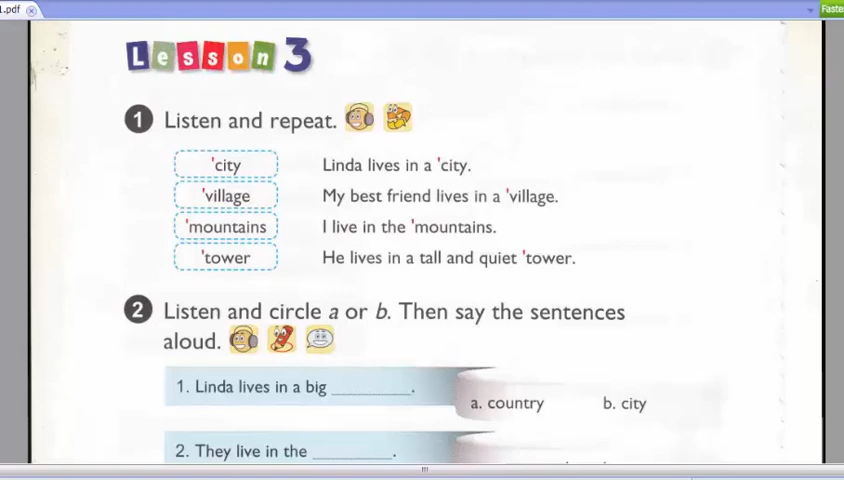 1.pdf
Faste
Lesson 3
1 Listen and repeat.
'city Linda lives in a 'city.
'village My best friend lives in a 'village.
'mountains I live in the 'mountains.
'tower He lives in a tall and quiet 'tower.
2 Listen and circle a or b. Then say the sentences
aloud.
1. Linda lives in a big ________.
a. country b. city
2. They live in the ________.